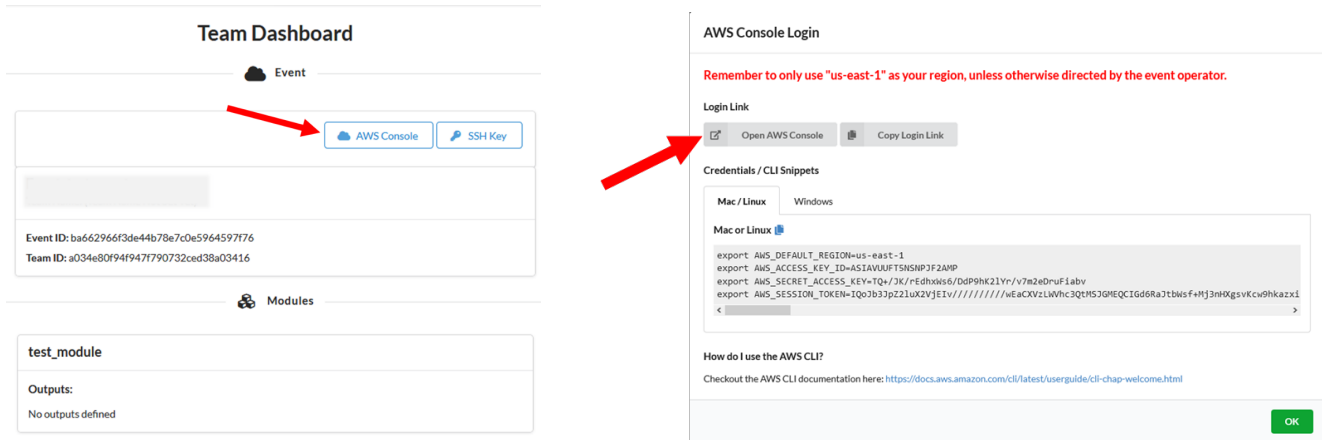 Team Dashboard
Event
AWS Console
SSH Key
Event ID: ba662966f3de44b78e7c0e5964597f76
Team ID: a034e80f94f947f790732ced38a03416
Modules
test_module
Outputs:
No outputs defined
AWS Console Login
Remember to only use "us-east-1" as your region, unless otherwise directed by the event operator.
Login Link
Open AWS Console
Copy Login Link
Credentials / CLI Snippets
Mac / Linux
Windows
Mac or Linux
export AWS_DEFAULT_REGION=us-east-1
export AWS_ACCESS_KEY_ID=ASIAVUUFT5NSNPJF2AMP
export AWS_SECRET_ACCESS_KEY=TQ+/JK/rEdhxWs6/DdP9hK2lYr/v7m2eDruFiabv
export AWS_SESSION_TOKEN=IQoJb3JpZ2luX2VjEIv//////////wEaCXVzLWVhc3QtMSJGMEQCIGd6RaJtbWsf+Mj3nHXgsvKcw9hkazxi
How do I use the AWS CLI?
Checkout the AWS CLI documentation here: https://docs.aws.amazon.com/cli/latest/userguide/cli-chap-welcome.html
OK